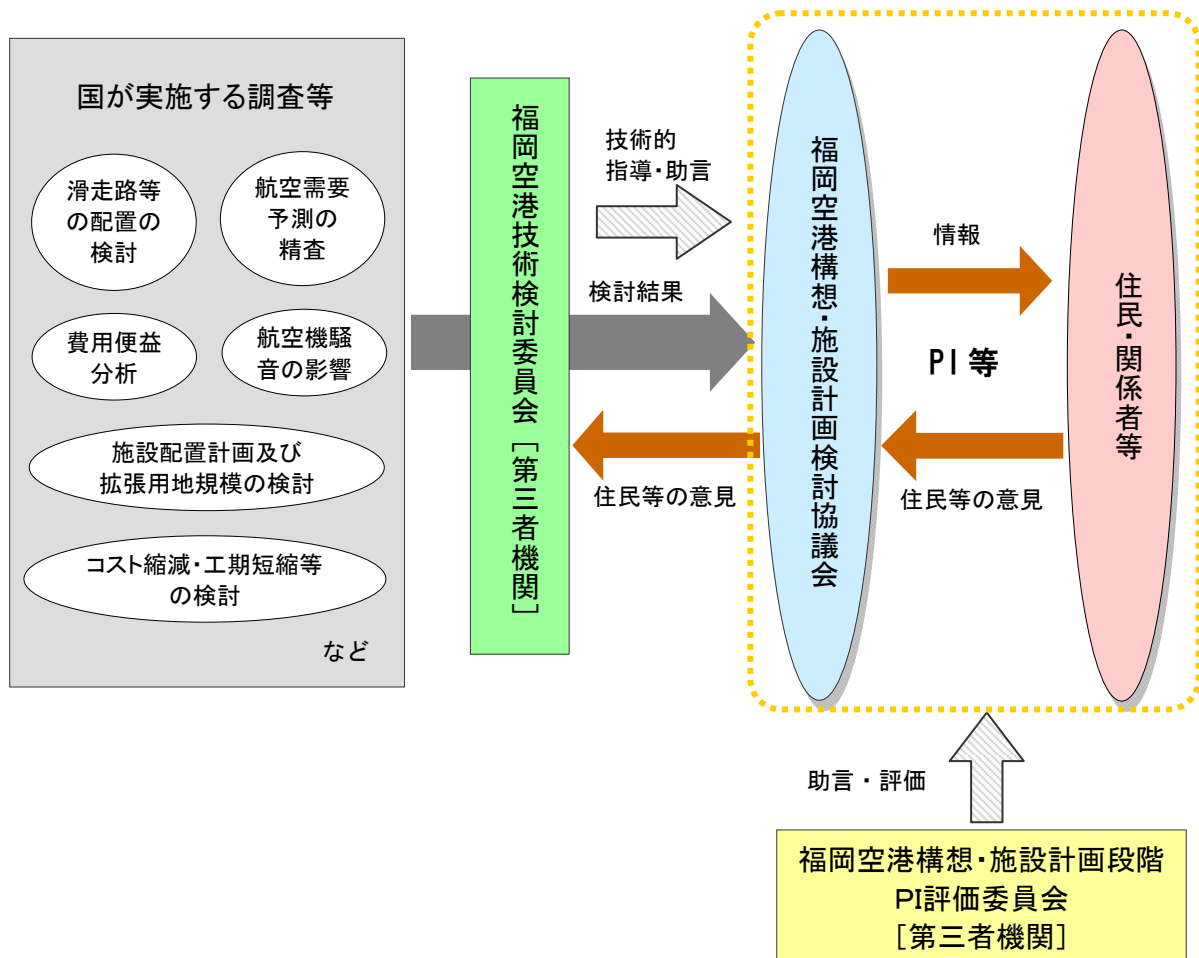 国が実施する調査等
滑走路等
の配置の
検討
航空需要
予測の
精査
費用便益
分析
航空機騒
音の影響
施設配置計画及び
拡張用地規模の検討
コスト縮減・工期短縮等
の検討
など
福岡空港技術検討委員会［第三者機関］
技術的
指導・助言
検討結果
住民等の意見
福岡空港構想・施設計画検討協議会
情報
PI 等
住民等の意見
住民・関係者等
助言・評価
福岡空港構想・施設計画段階
PI評価委員会
［第三者機関］